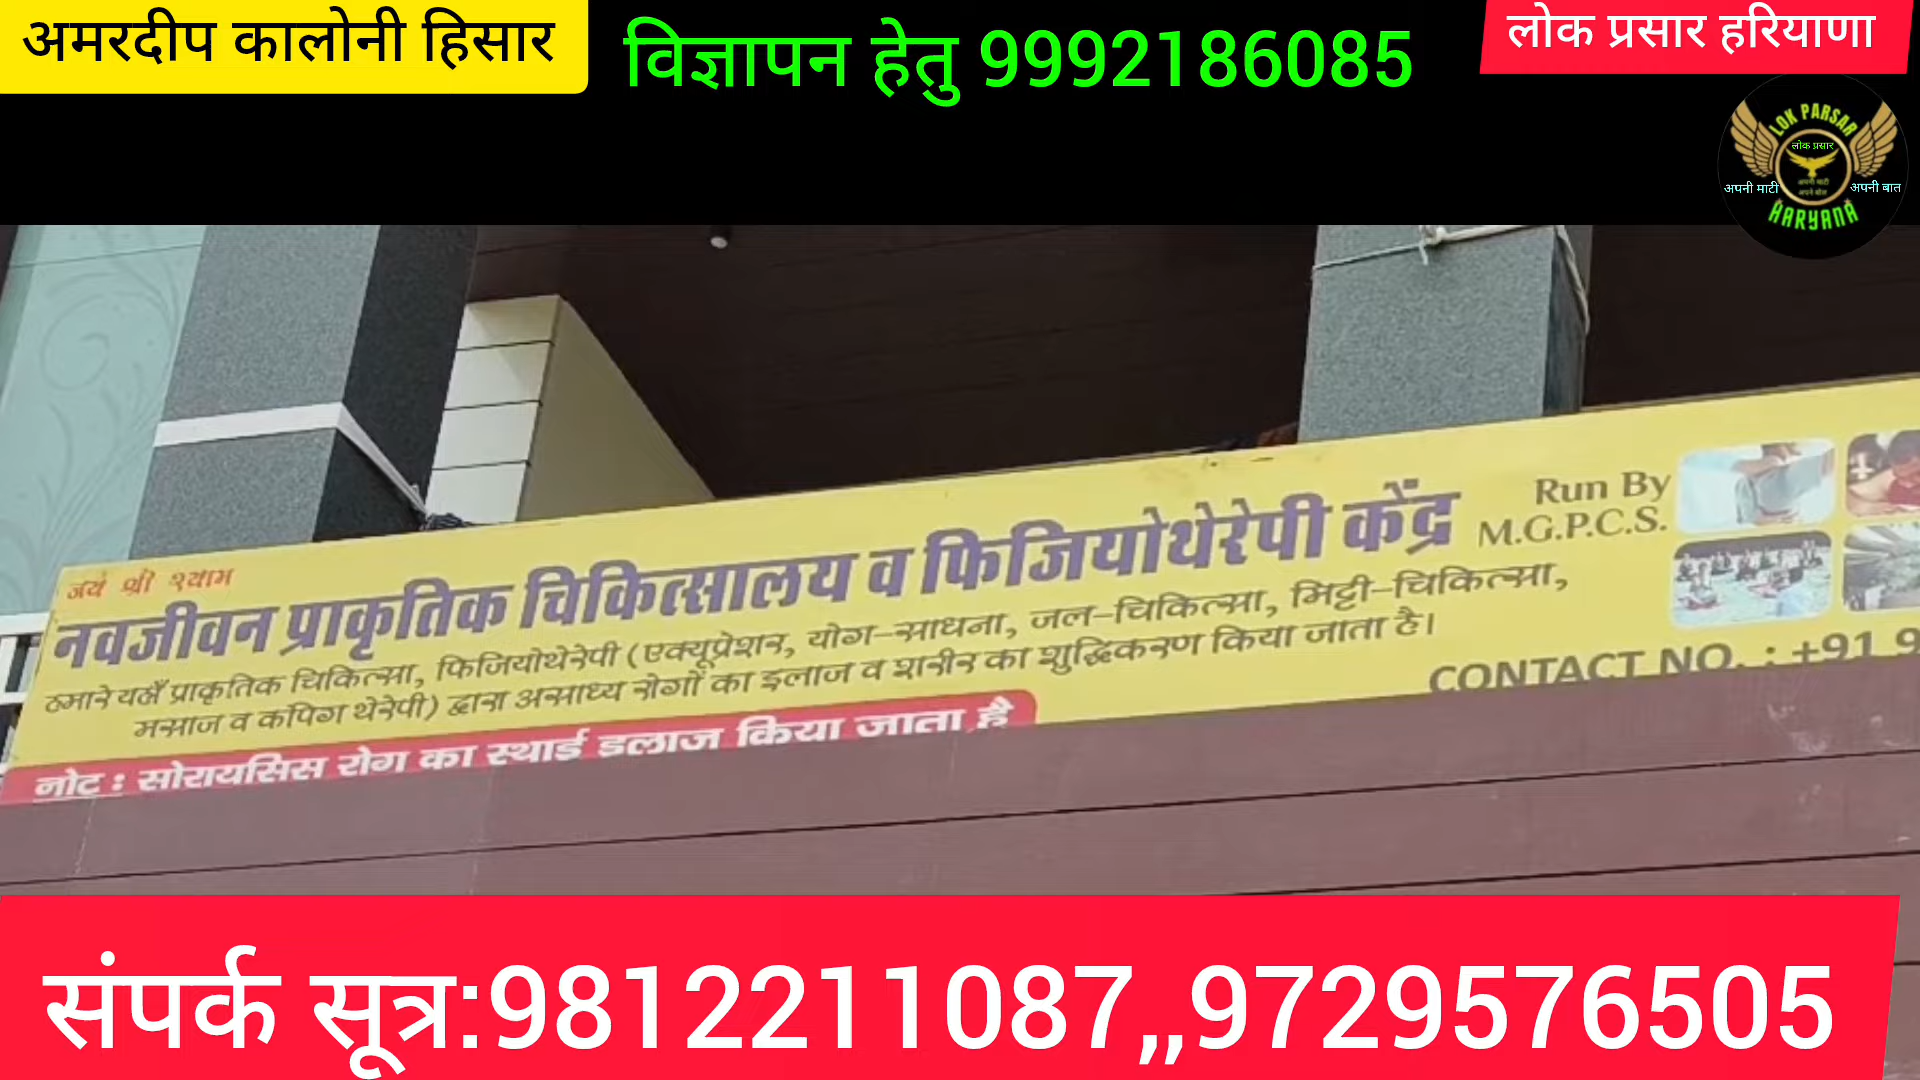 अमरदीप कालोनी हिसार
विज्ञापन हेतु 9992186085
लोक प्रसार हरियाणा
LOK PARSAR
लोक प्रसार
अपनी माटी
अपनी बात
HARYANA
जय श्री श्याम
नवजीवन प्राकृतिक चिकित्सालय व फिजियोथेरेपी केंद्र
Run By
M.G.P.C.S.
हमारे यहाँ प्राकृतिक चिकित्सा, फिजियोथेरेपी (एक्यूप्रेशर, योग-साधना, जल-चिकित्सा, मिट्टी-चिकित्सा,
मसाज व कपिंग थेरेपी) द्वारा असाध्य रोगों का इलाज व शरीर का शुद्धिकरण किया जाता है।
CONTACT NO. : +91 9
नोट : सोरायसिस रोग का स्थाई इलाज किया जाता है
संपर्क सूत्र:9812211087,,9729576505